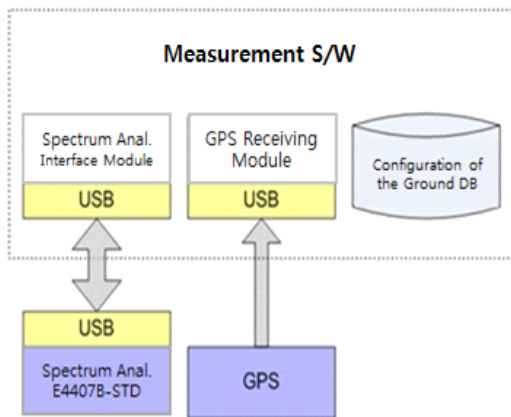 Measurement S/W
Spectrum Anal.
Interface Module
USB
GPS Receiving
Module
USB
Configuration of
the Ground DB
USB
Spectrum Anal.
E4407B-STD
GPS